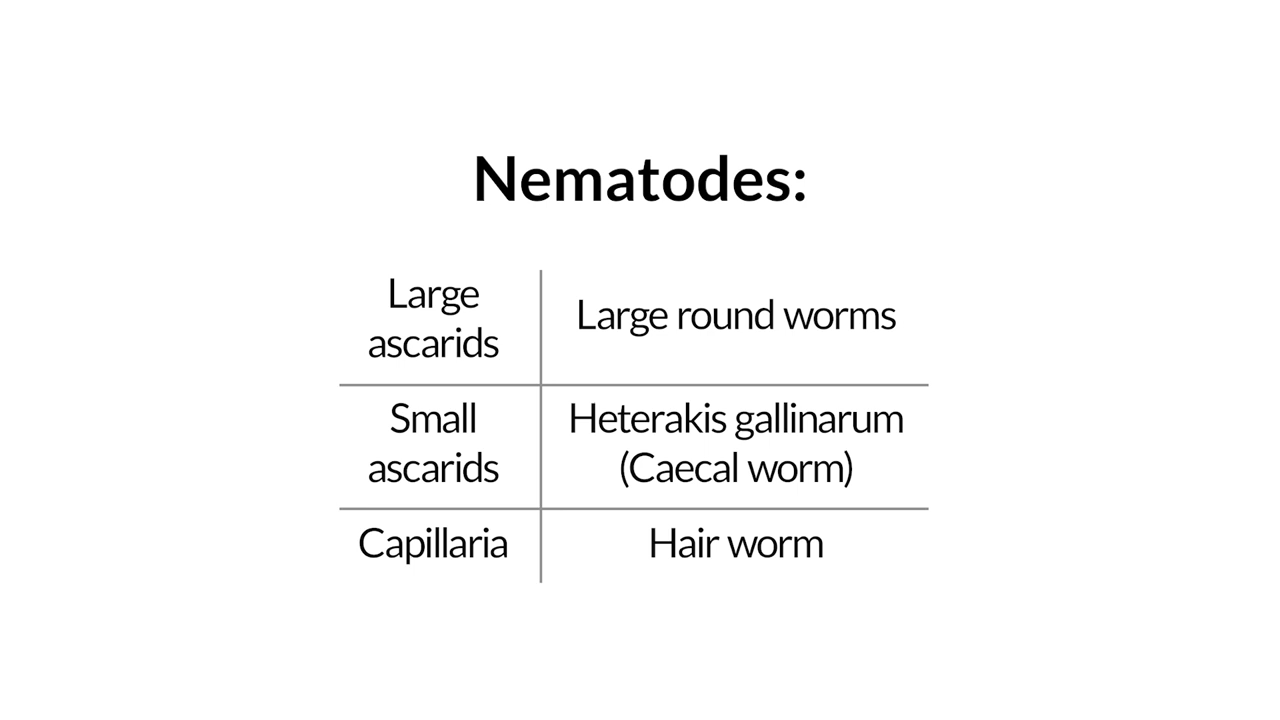 Nematodes:
Large
ascarids
Large round worms
Small
ascarids
Heterakis gallinarum
(Caecal worm)
Capillaria
Hair worm